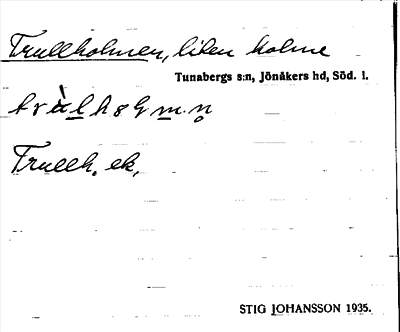 Trullholmen, liten holme
Tunabergs s:n, Jönåkers hd, Söd. l.
Trullh. ek.
STIG JOHANSSON 1935.